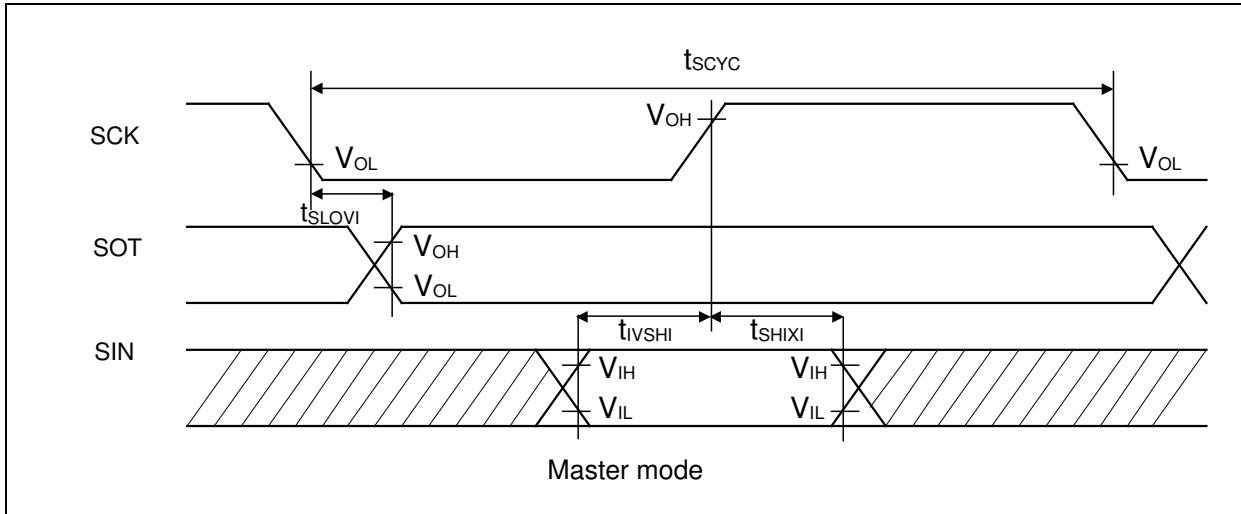 tSCYC
SCK
VOH
VOL
VOL
tSLOVI
SOT
VOH
VOL
tIVSHI
tSHIXI
SIN
VIH
VIH
VIL
VIL
Master mode